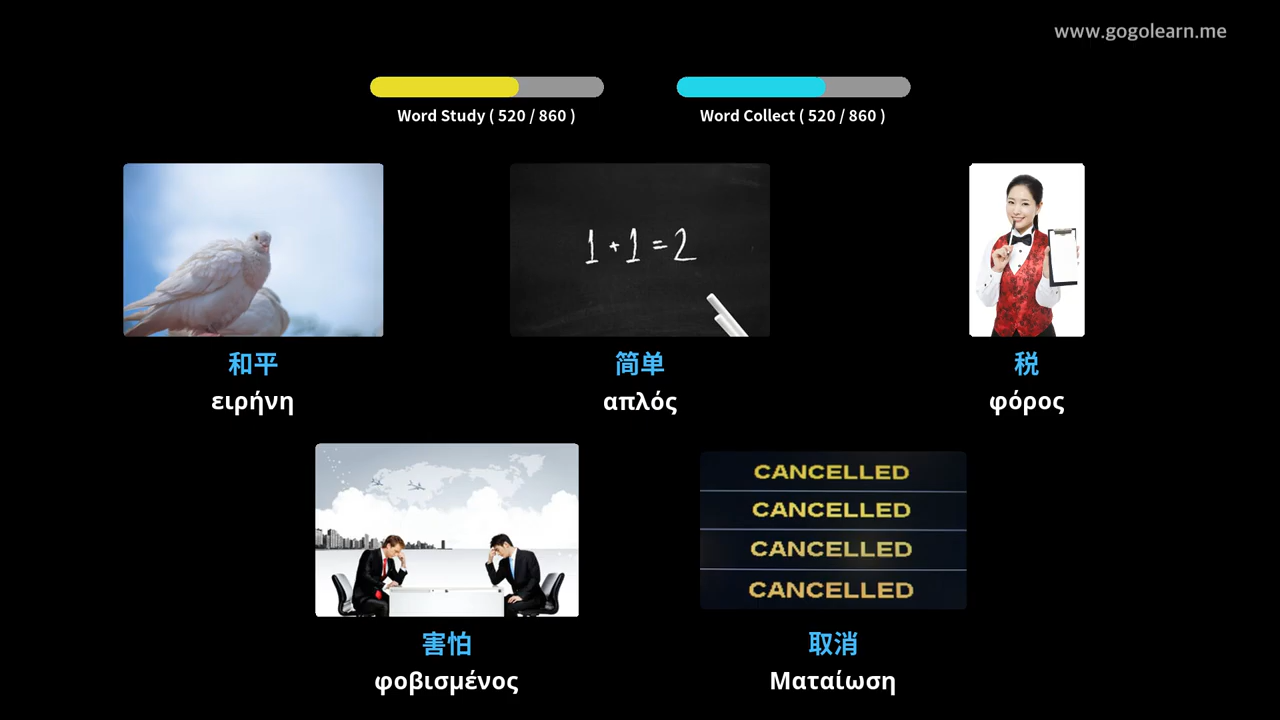 www.gogolearn.me
Word Study ( 520 / 860 )
Word Collect ( 520 / 860 )
1+1=2
和平
ειρήνη
简单
απλός
税
φόρος
CANCELLED
CANCELLED
CANCELLED
CANCELLED
害怕
φοβισμένος
取消
Ματαίωση